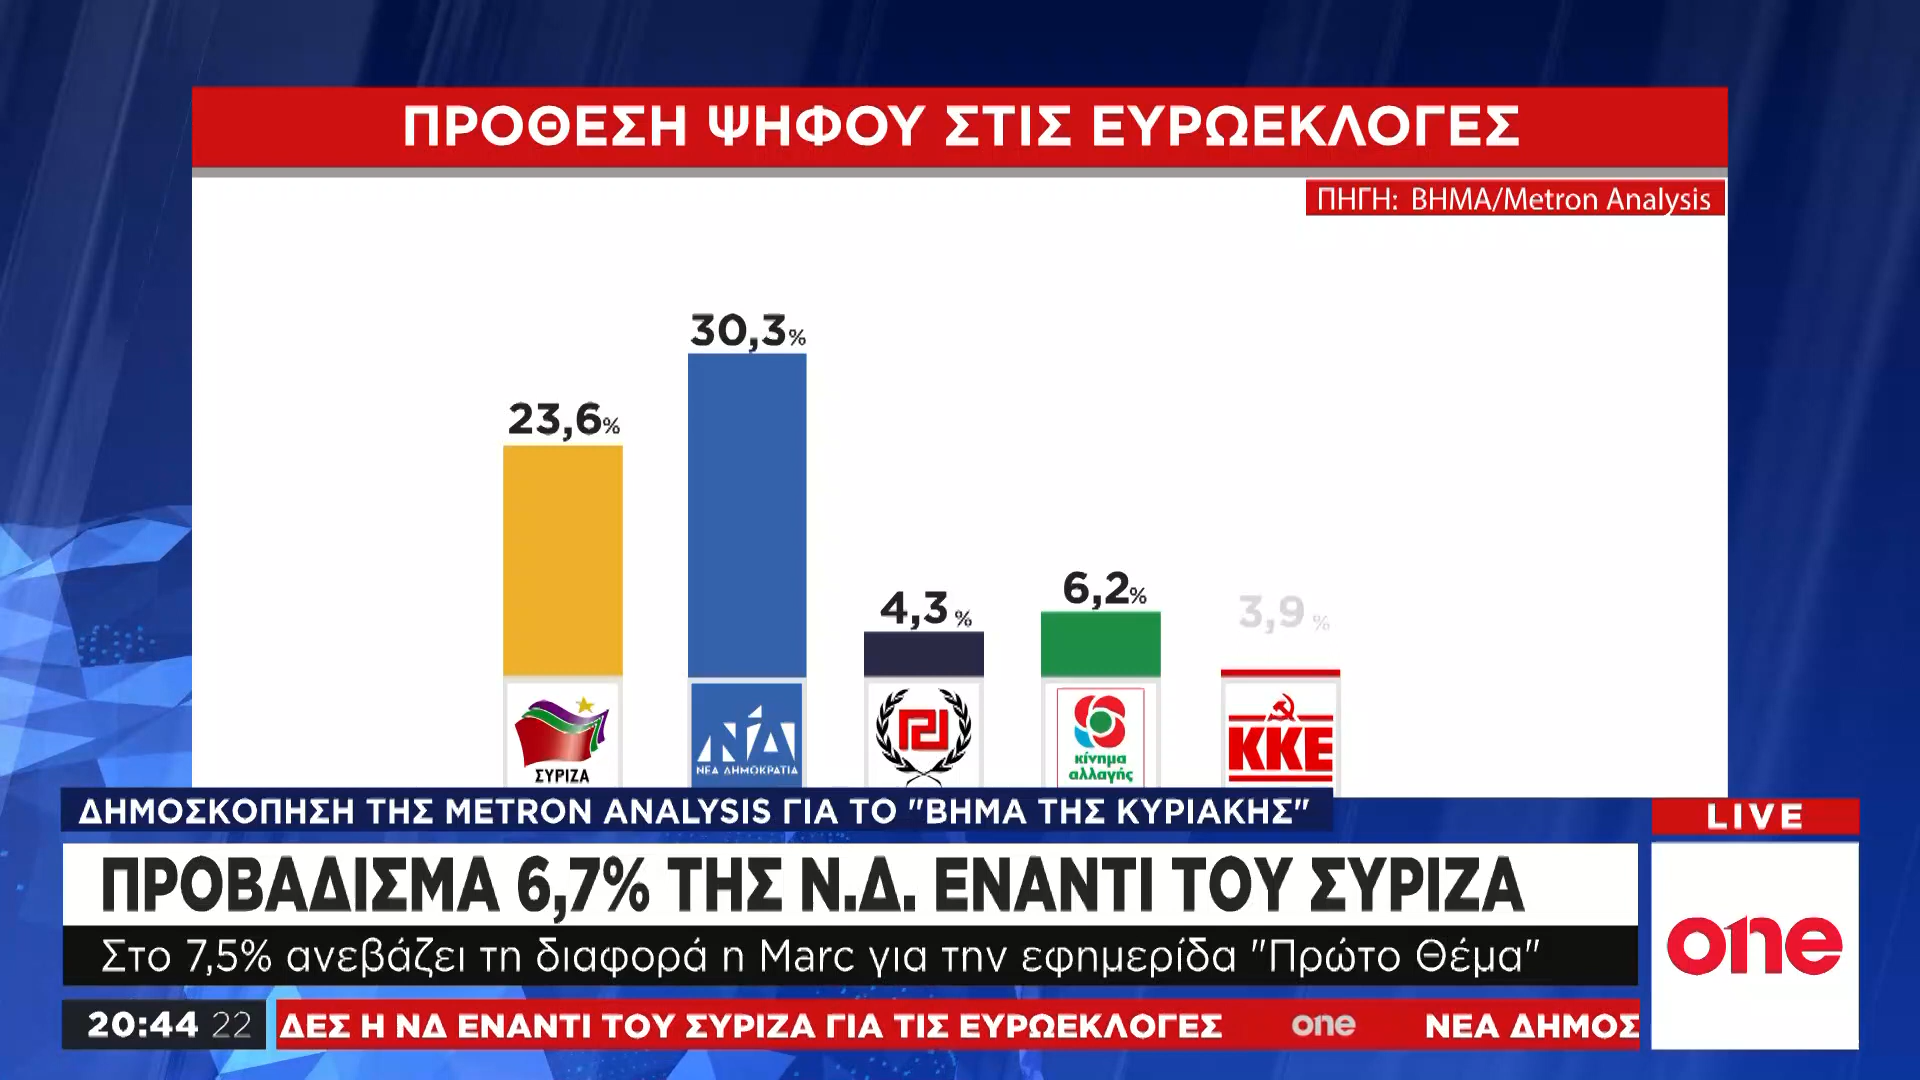 ΠΡΟΘΕΣΗ ΨΗΦΟΥ ΣΤΙΣ ΕΥΡΩΕΚΛΟΓΕΣ
ΠΗΓΗ: ΒΗΜΑ/Metron Analysis
30,3%
23,6%
6,2%
4,3 %
3,9 %
ΣΥΡΙΖΑ
ΝΔ
ΝΕΑ ΔΗΜΟΚΡΑΤΙΑ
κίνημα
αλλαγής
ΚΚΕ
ΔΗΜΟΣΚΟΠΗΣΗ ΤΗΣ METRON ANALYSIS ΓΙΑ ΤΟ "ΒΗΜΑ ΤΗΣ ΚΥΡΙΑΚΗΣ"
LIVE
ΠΡΟΒΑΔΙΣΜΑ 6,7% ΤΗΣ Ν.Δ. ΕΝΑΝΤΙ ΤΟΥ ΣΥΡΙΖΑ
Στο 7,5% ανεβάζει τη διαφορά η Marc για την εφημερίδα "Πρώτο Θέμα"
one
20:44 22
ΔΕΣ Η ΝΔ ΕΝΑΝΤΙ ΤΟΥ ΣΥΡΙΖΑ ΓΙΑ ΤΙΣ ΕΥΡΩΕΚΛΟΓΕΣ one ΝΕΑ ΔΗΜΟΣ